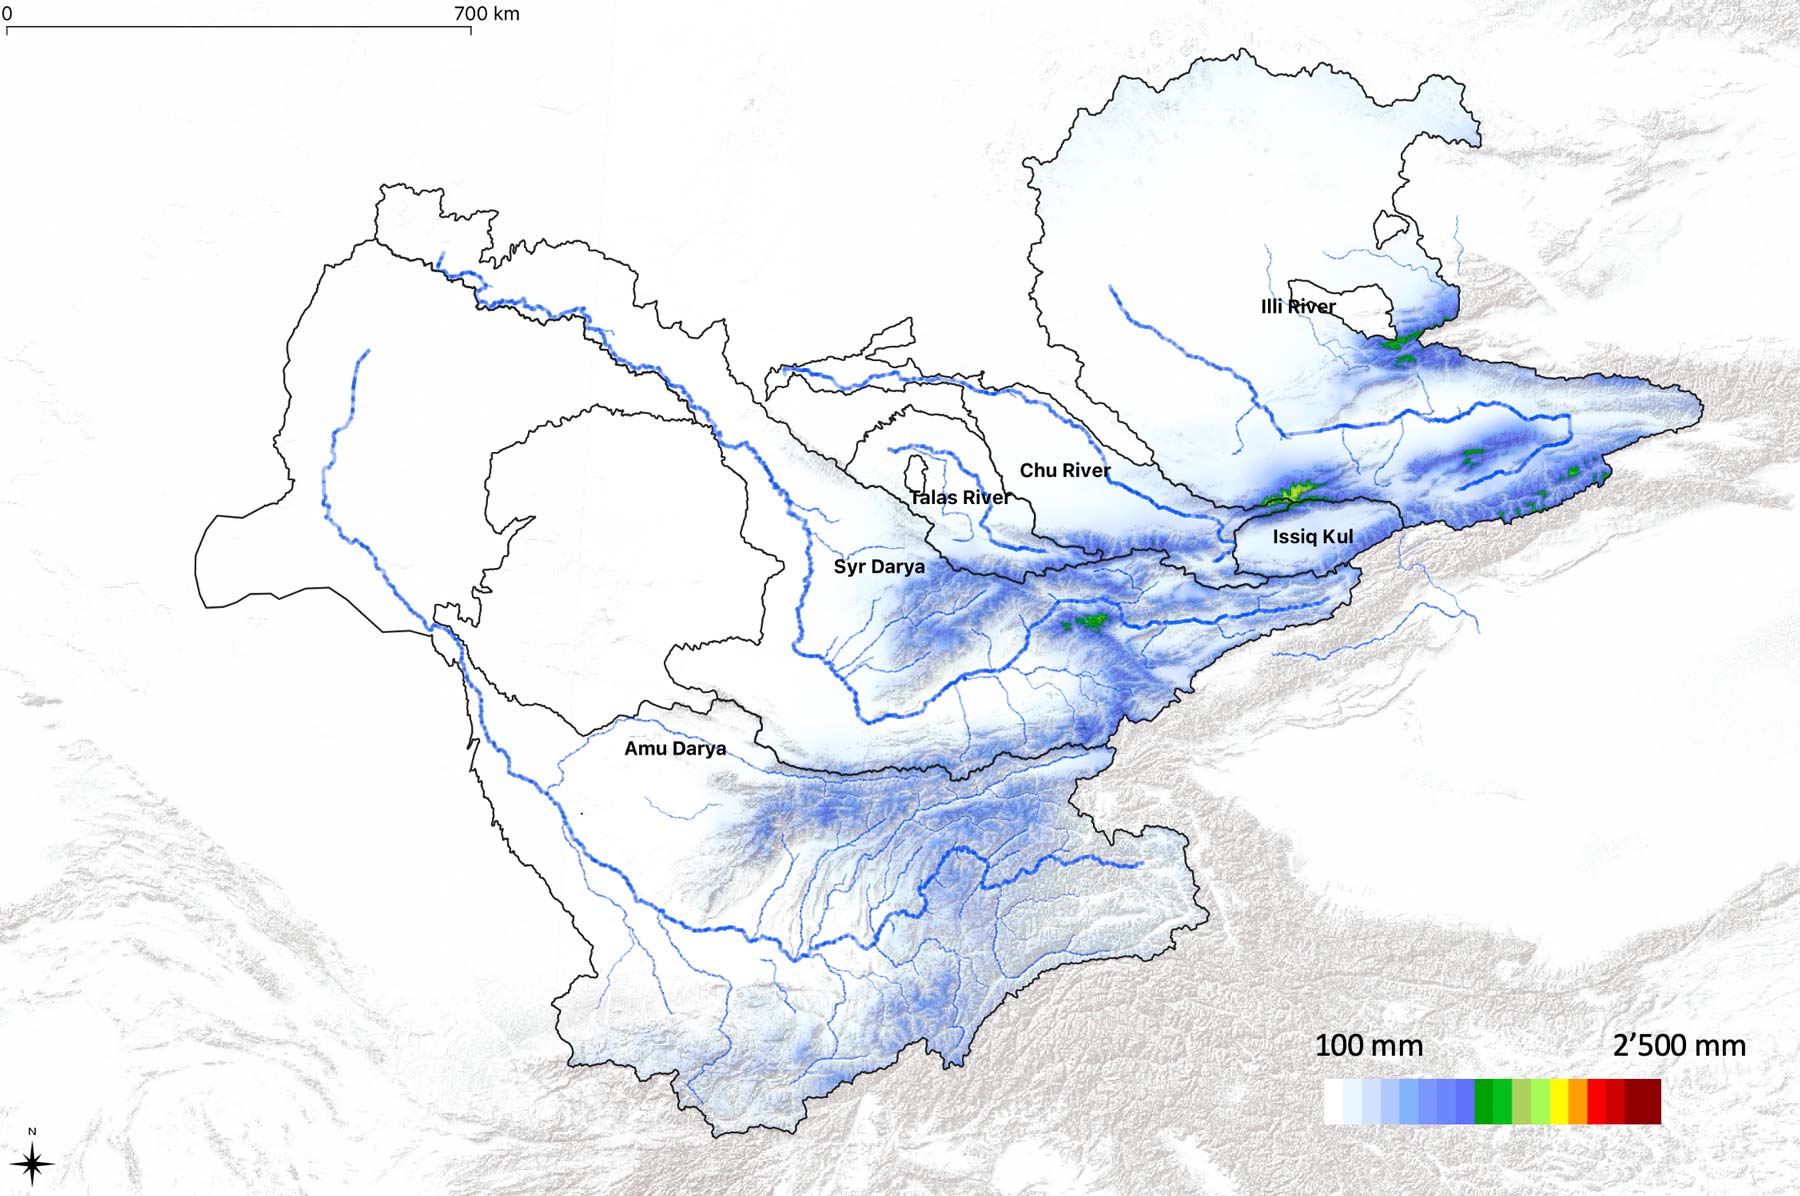 0 700 km
Illi River
Chu River
Talas River
Issiq Kul
Syr Darya
Amu Darya
100 mm 2’500 mm
N